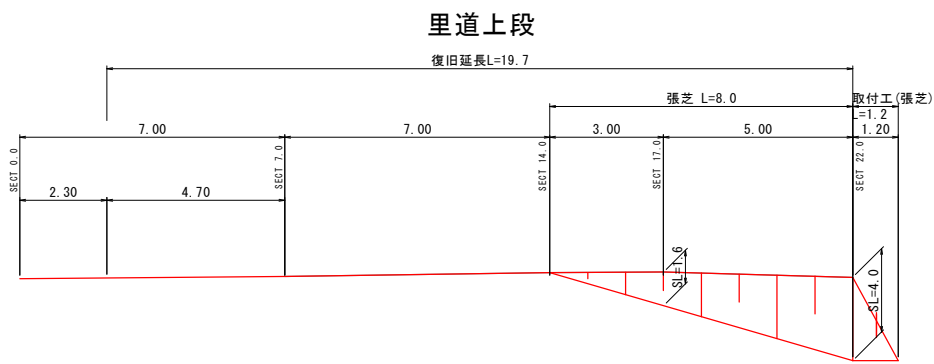 里道上段
復旧延長L=19.7
張芝 L=8.0
取付工(張芝)
L=1.2
7.00
7.00
3.00
5.00
1.20
SECT 0.0
SECT 7.0
SECT 14.0
SECT 17.0
SECT 22.0
2.30
4.70
SL=1.6
SL=4.0